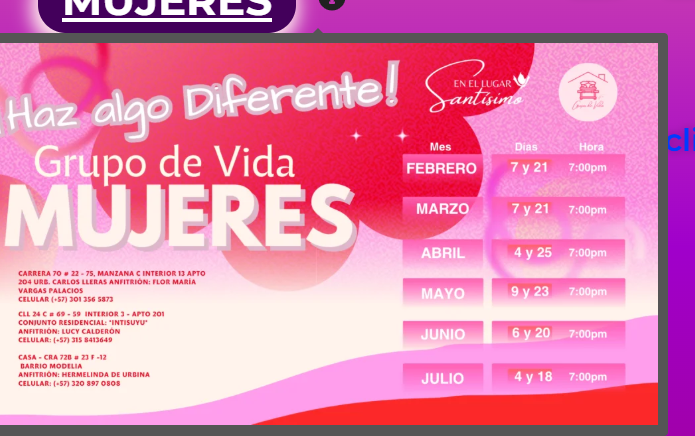 MUJERES
¡Haz algo Diferente!
Grupo de Vida
MUJERES
EN EL LUGAR
Santísimo
Casa de Vida
CARRERA 70 # 22 - 75, MANZANA C INTERIOR 13 APTO
204 URB. CARLOS LLERAS ANFITRIÓN: FLOR MARÍA
VARGAS PALACIOS
CELULAR (+57) 301 356 5873
CLL 24 C # 69 - 59 INTERIOR 3 - APTO 201
CONJUNTO RESIDENCIAL: "INTISUYU"
ANFITRIÓN: LUCY CALDERÓN
CELULAR: (+57) 315 8413649
CASA - CRA 72B # 23 F -12
BARRIO MODELIA
ANFITRIÓN: HERMELINDA DE URBINA
CELULAR: (+57) 320 897 0808
Mes Días Hora
FEBRERO 7 y 21 7:00pm
MARZO 7 y 21 7:00pm
ABRIL 4 y 25 7:00pm
MAYO 9 y 23 7:00pm
JUNIO 6 y 20 7:00pm
JULIO 4 y 18 7:00pm
cli